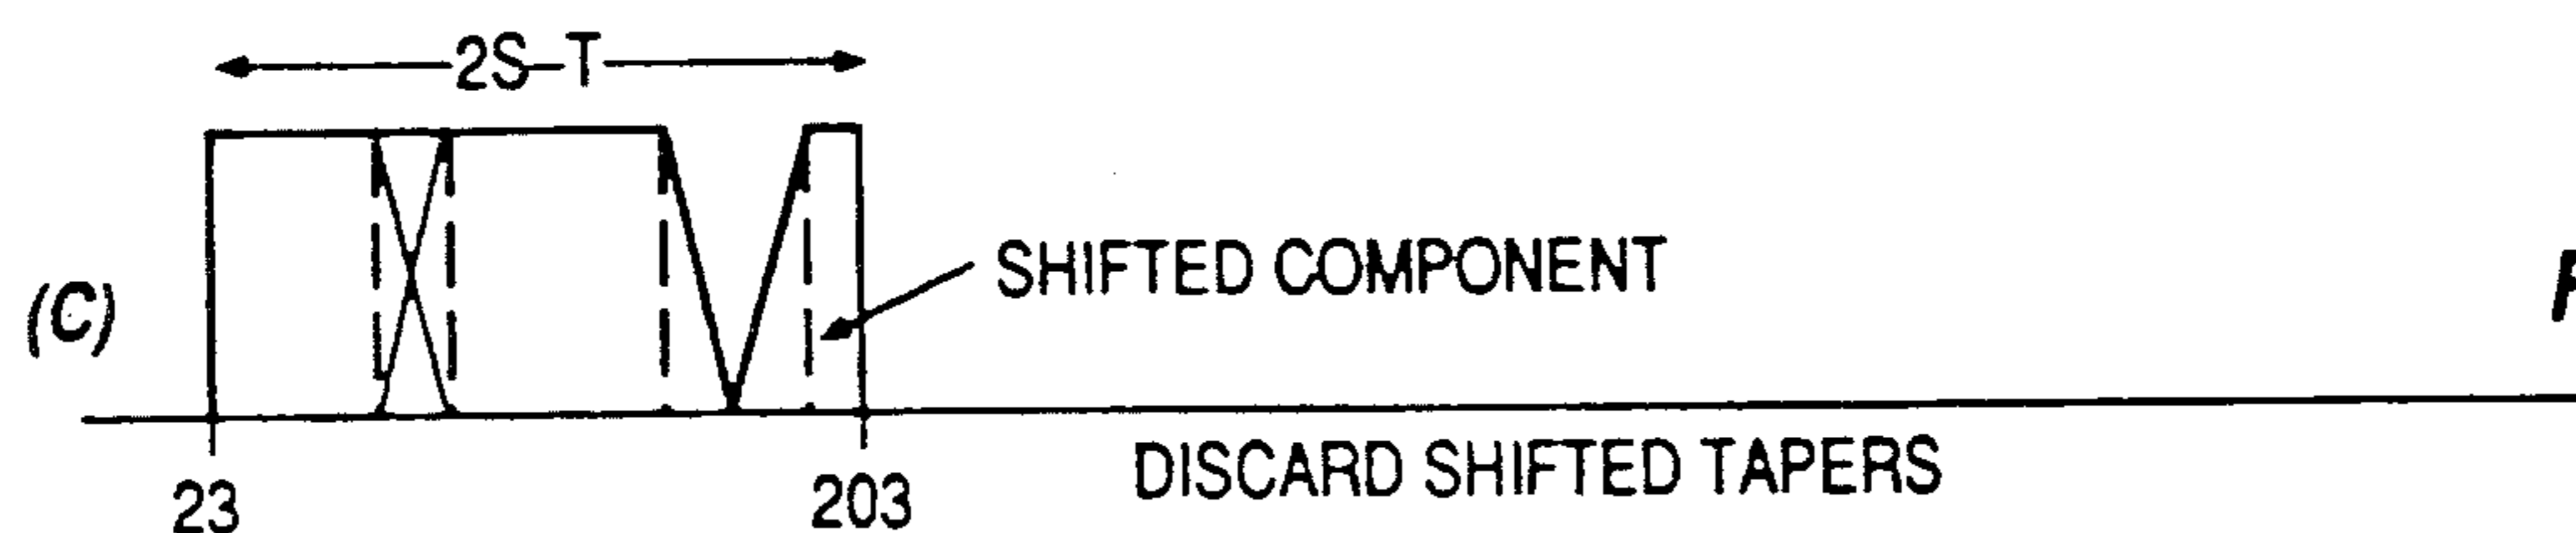 2S–T
SHIFTED COMPONENT
(C)
23
203
DISCARD SHIFTED TAPERS